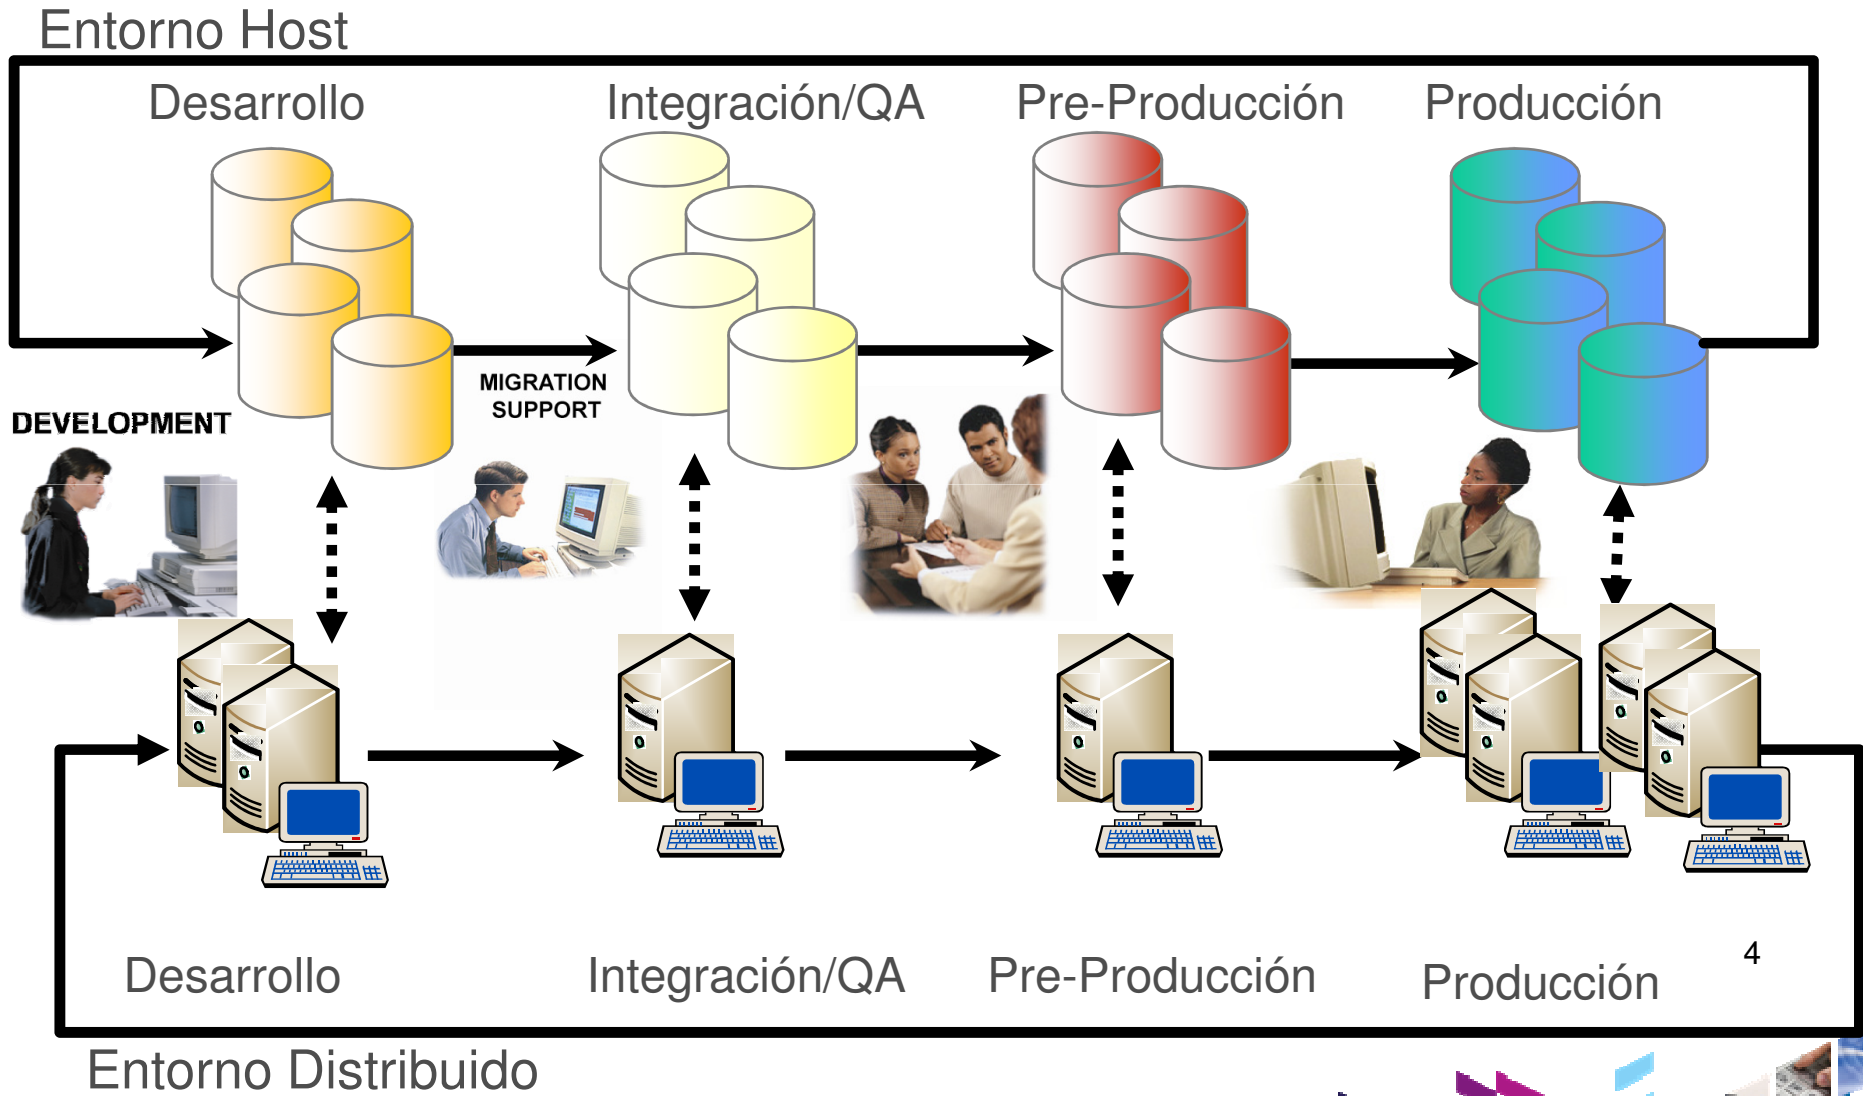 Entorno Host
Desarrollo
Integración/QA
Pre-Producción
Producción
MIGRATION
SUPPORT
DEVELOPMENT
4
Desarrollo
Integración/QA
Pre-Producción
Producción
Entorno Distribuido